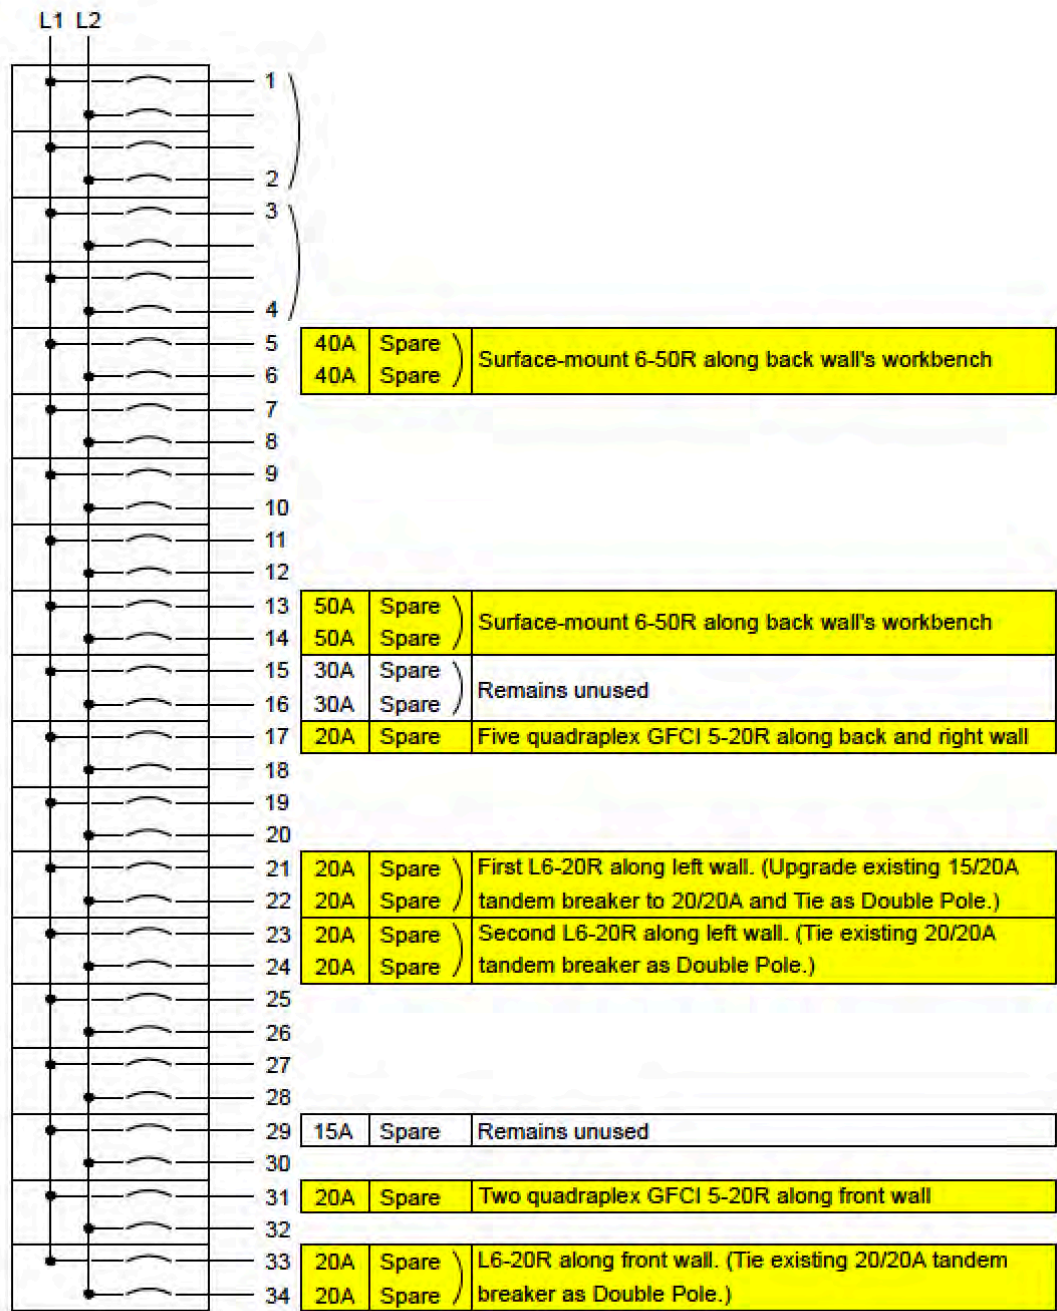 L1 L2
1
2
3
4
5 40A Spare Surface-mount 6-50R along back wall's workbench
6 40A Spare
7
8
9
10
11
12
13 50A Spare Surface-mount 6-50R along back wall's workbench
14 50A Spare
15 30A Spare Remains unused
16 30A Spare
17 20A Spare Five quadraplex GFCI 5-20R along back and right wall
18
19
20
21 20A Spare First L6-20R along left wall. (Upgrade existing 15/20A
22 20A Spare tandem breaker to 20/20A and Tie as Double Pole.)
23 20A Spare Second L6-20R along left wall. (Tie existing 20/20A
24 20A Spare tandem breaker as Double Pole.)
25
26
27
28
29 15A Spare Remains unused
30
31 20A Spare Two quadraplex GFCI 5-20R along front wall
32
33 20A Spare L6-20R along front wall. (Tie existing 20/20A tandem
34 20A Spare breaker as Double Pole.)